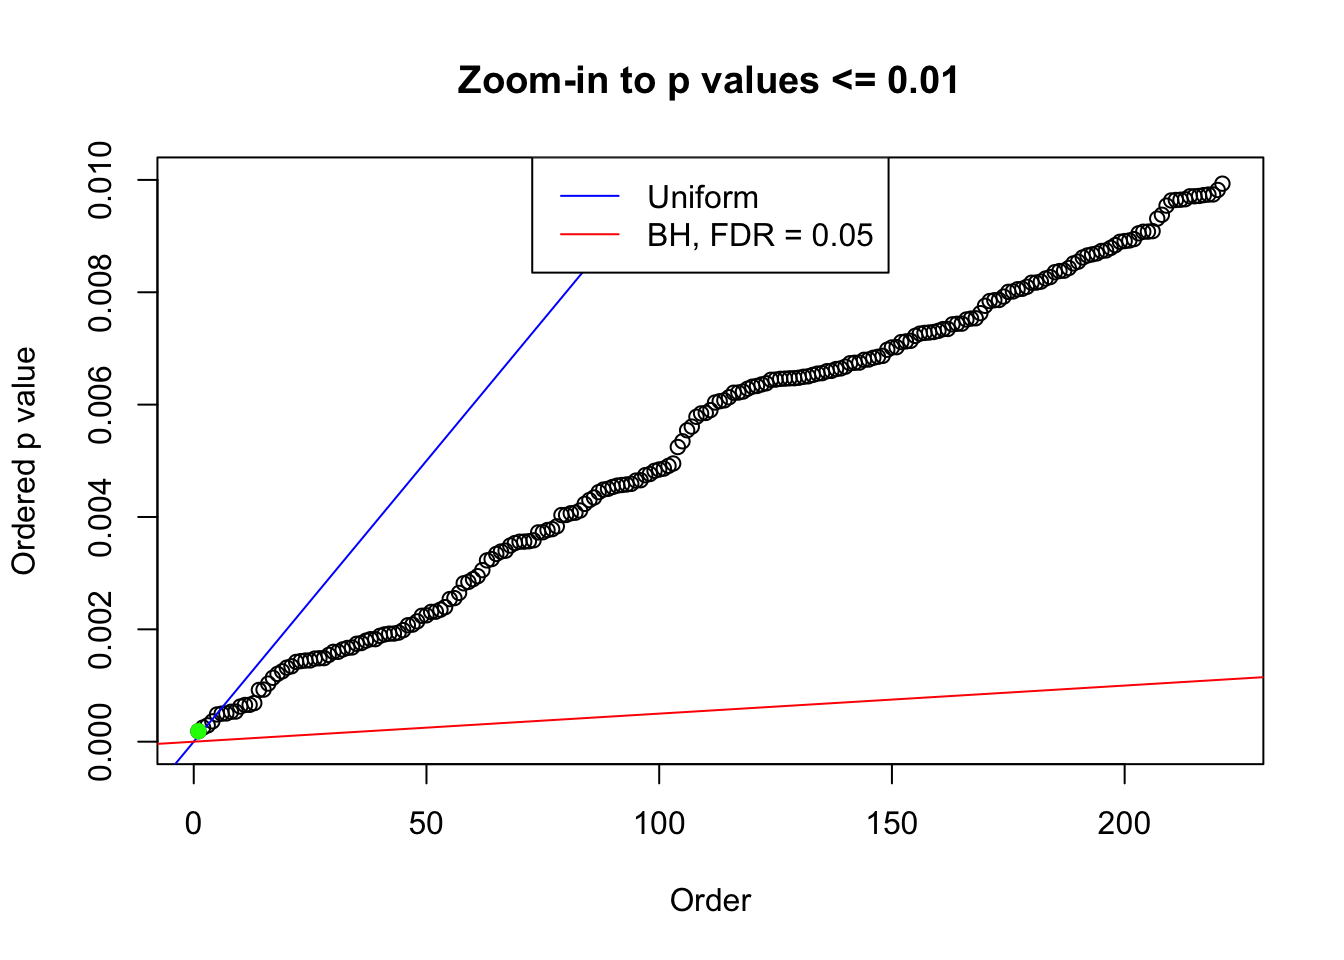 Zoom-in to p values <= 0.01
Uniform
BH, FDR = 0.05
Ordered p value
0.010
0.008
0.006
0.004
0.002
0.000
0
50
100
150
200
Order